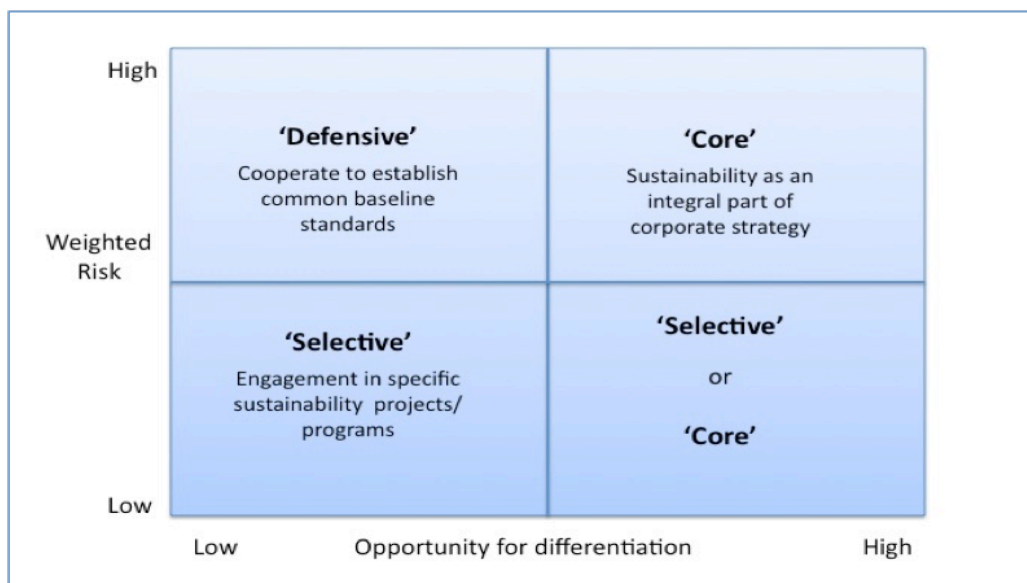 High
‘Defensive’
Cooperate to establish
common baseline
standards
‘Core’
Sustainability as an
integral part of
corporate strategy
Weighted
Risk
‘Selective’
Engagement in specific
sustainability projects/
programs
‘Selective’
or
‘Core’
Low
Low
Opportunity for differentiation
High